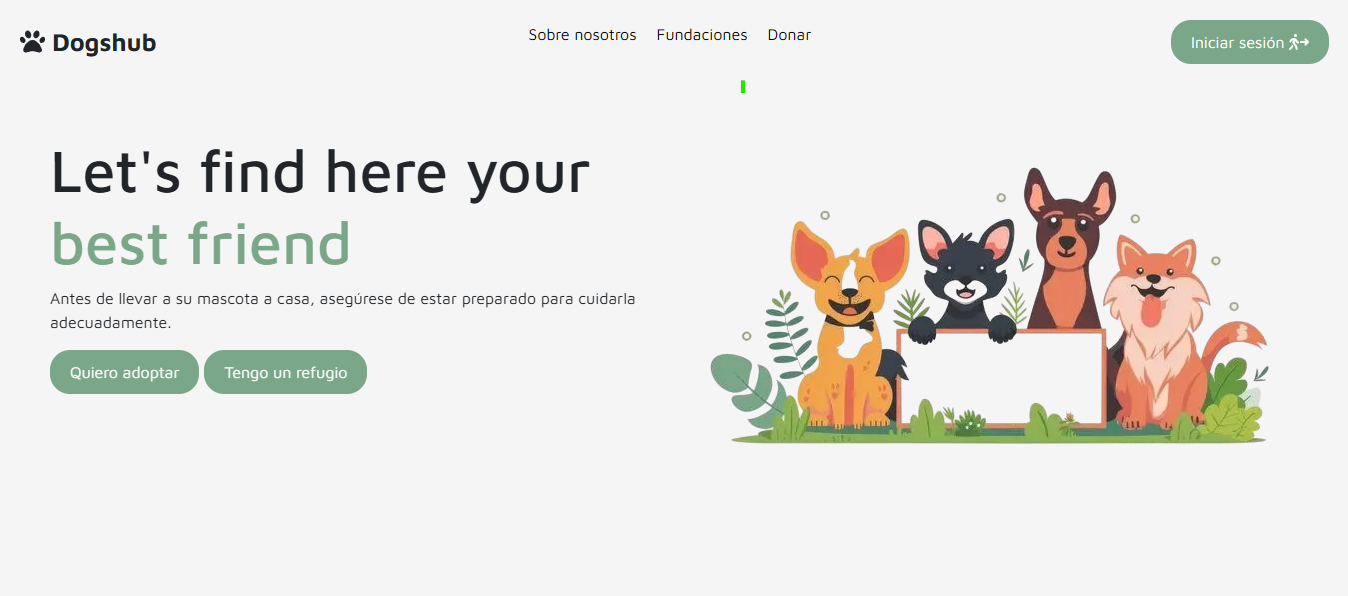 Dogshub
Sobre nosotros Fundaciones Donar
Iniciar sesión
Let's find here your
best friend
Antes de llevar a su mascota a casa, asegúrese de estar preparado para cuidarla
adecuadamente.
Quiero adoptar Tengo un refugio